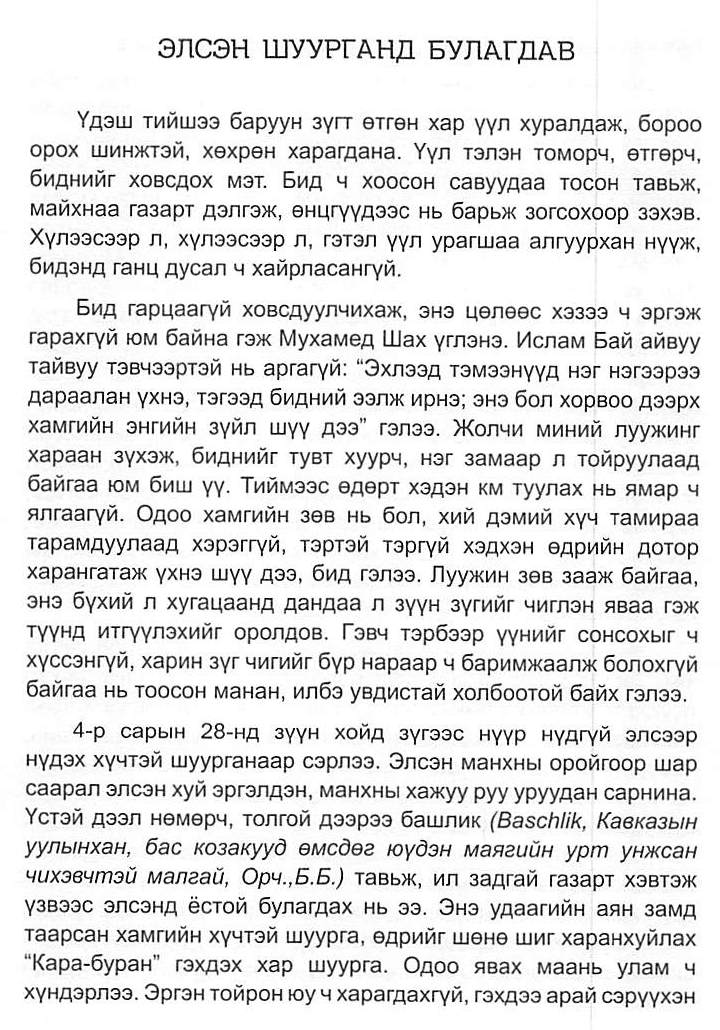 ЭЛСЭН ШУУРГАНД БУЛАГДАВ
Үдэш тийшээ баруун зүгт өтгөн хар үүл хуралдаж, бороо
орох шинжтэй, хөхрөн харагдана. Үүл тэлэн томорч, өтгөрч,
биднийг ховсдох мэт. Бид ч хоосон савуудаа тосон тавьж,
майхнаа газарт дэлгэж, өнцгүүдээс нь барьж зогсохоор зэхэв.
Хүлээсээр л, хүлээсээр л, гэтэл үүл урагшаа алгуурхан нүүж,
бидэнд ганц дусал ч хайрласангүй.
Бид гарцаагүй ховсдуулчихаж, энэ цөлөөс хэзээ ч эргэж
гарахгүй юм байна гэж Мухамед Шах үглэнэ. Ислам Бай айвуу
тайвуу тэвчээртэй нь аргагүй: “Эхлээд тэмээнүүд нэг нэгээрээ
дараалан үхнэ, тэгээд бидний ээлж ирнэ; энэ бол хорвоо дээрх
хамгийн энгийн зүйл шүү дээ” гэлээ. Жолчи миний луужинг
хараан зүхэж, биднийг тувт хуурч, нэг замаар л тойруулаад
байгаа юм биш үү. Тиймээс өдөрт хэдэн км туулах нь ямар ч
ялгаагүй. Одоо хамгийн зөв нь бол, хий дэмий хүч тамираа
тарамдуулаад хэрэггүй, тэртэй тэргүй хэдхэн өдрийн дотор
харангатаж үхнэ шүү дээ, бид гэлээ. Луужин зөв зааж байгаа,
энэ бүхий л хугацаанд дандаа л зүүн зүгийг чиглэн яваа гэж
түүнд итгүүлэхийг оролдов. Гэвч тэрбээр үүнийг сонсохыг ч
хүссэнгүй, харин зүг чигийг бүр нараар ч баримжаалж болохгүй
байгаа нь тоосон манан, илбэ увдистай холбоотой байх гэлээ.
4-р сарын 28-нд зүүн хойд зүгээс нүүр нүдгүй элсээр
нүдэх хүчтэй шуурганаар сэрлээ. Элсэн манхны оройгоор шар
саарал элсэн хуй эргэлдэн, манхны хажуу руу уруудан сарнина.
Үстэй дээл нөмөрч, толгой дээрээ башлик (Baschlik, Кавказын
уулынхан, бас козакууд өмсдөг юүдэн маягийн урт унжсан
чихэвчтэй малгай, Орч.,Б.Б.) тавьж, ил задгай газарт хэвтэж
үзвээс элсэнд ёстой булагдах нь ээ. Энэ удаагийн аян замд
таарсан хамгийн хүчтэй шуурга, өдрийг шөнө шиг харанхуйлах
“Кара-буран” гэхдэх хар шуурга. Одоо явах маань улам ч
хүндэрлээ. Эргэн тойрон юу ч харагдахгүй, гэхдээ арай сэрүүхэн